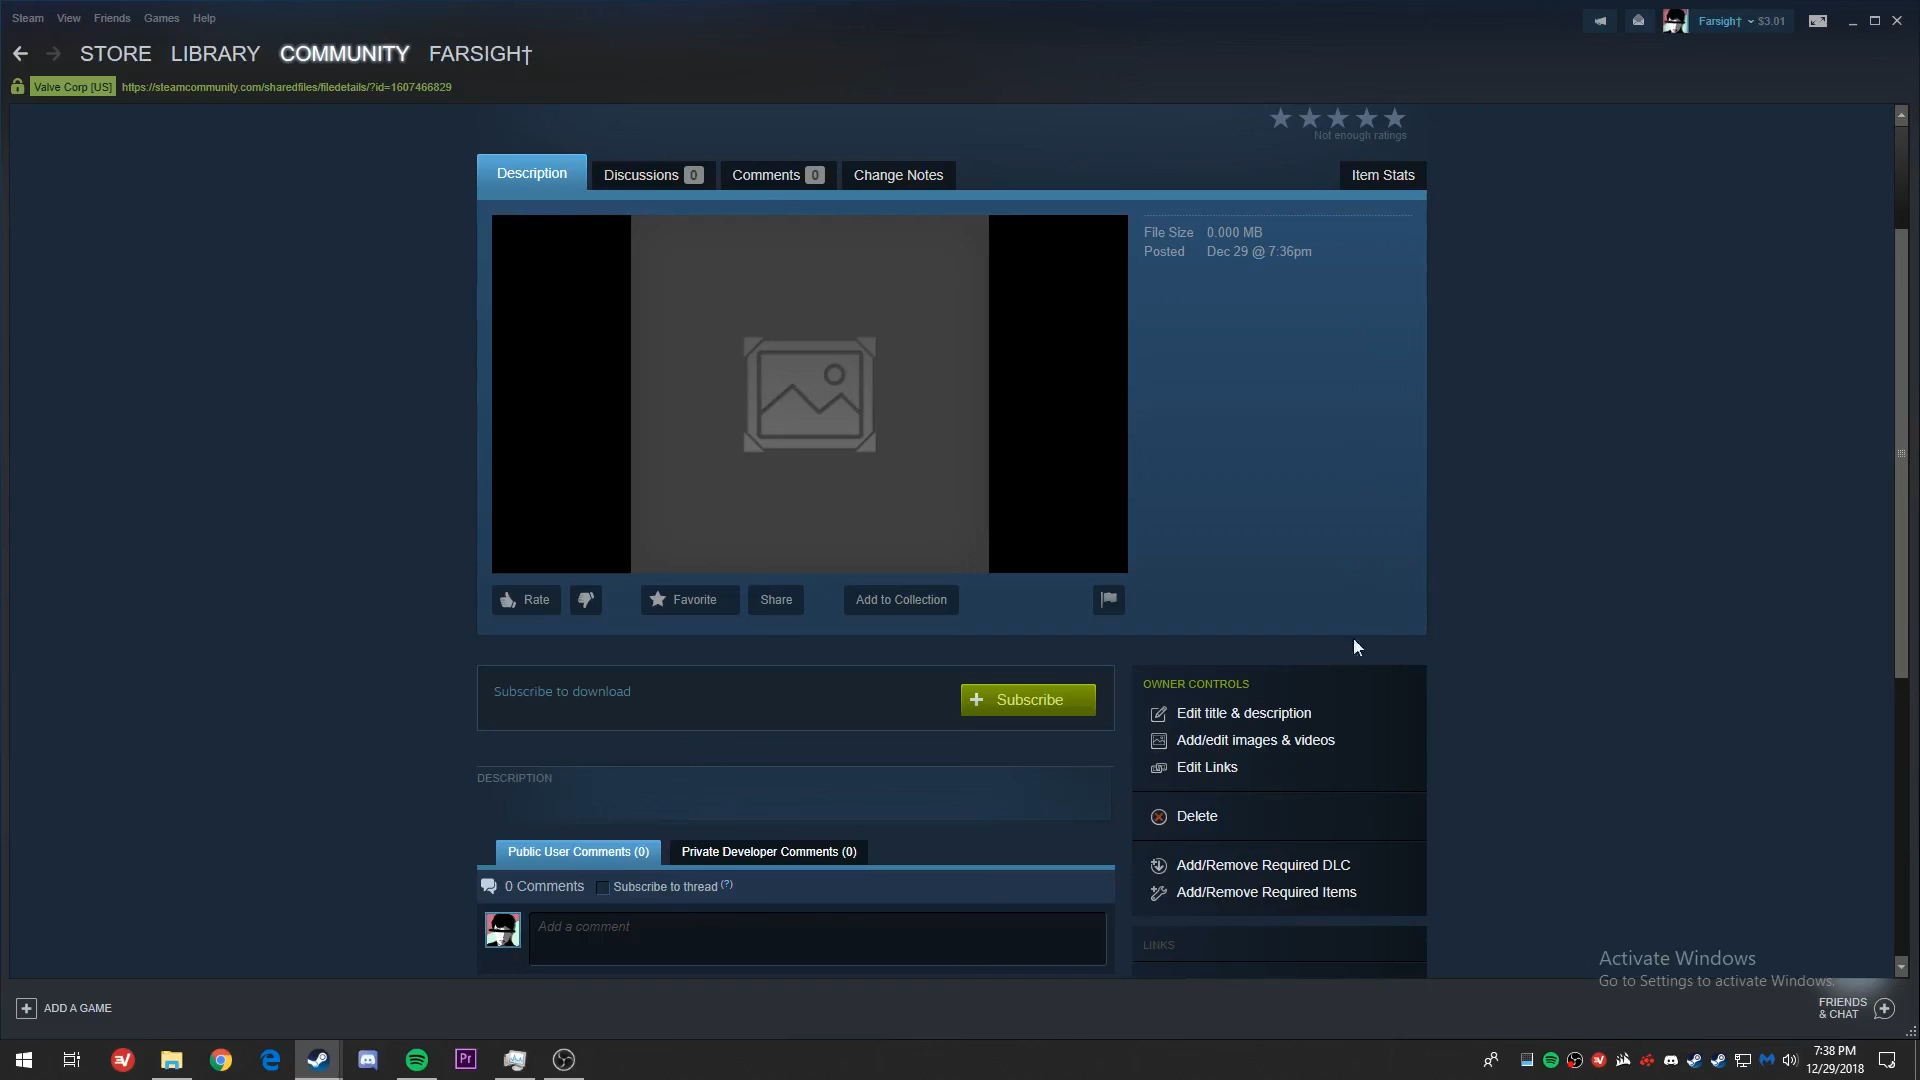 Steam View Friends Games Help
Farsigh† $3.01
STORE LIBRARY COMMUNITY FARSIGH†
Valve Corp [US] https://steamcommunity.com/sharedfiles/filedetails/?id=1607466829
Not enough ratings
Description Discussions 0 Comments 0 Change Notes Item Stats
File Size 0.000 MB
Posted Dec 29 @ 7:36pm
Rate Favorite Share Add to Collection
Subscribe to download
Subscribe
OWNER CONTROLS
Edit title & description
Add/edit images & videos
Edit Links
Delete
Add/Remove Required DLC
Add/Remove Required Items
LINKS
DESCRIPTION
Public User Comments (0) Private Developer Comments (0)
0 Comments Subscribe to thread (?)
Add a comment
Activate Windows
Go to Settings to activate Windows.
ADD A GAME
FRIENDS
& CHAT
Pr
7:38 PM
12/29/2018